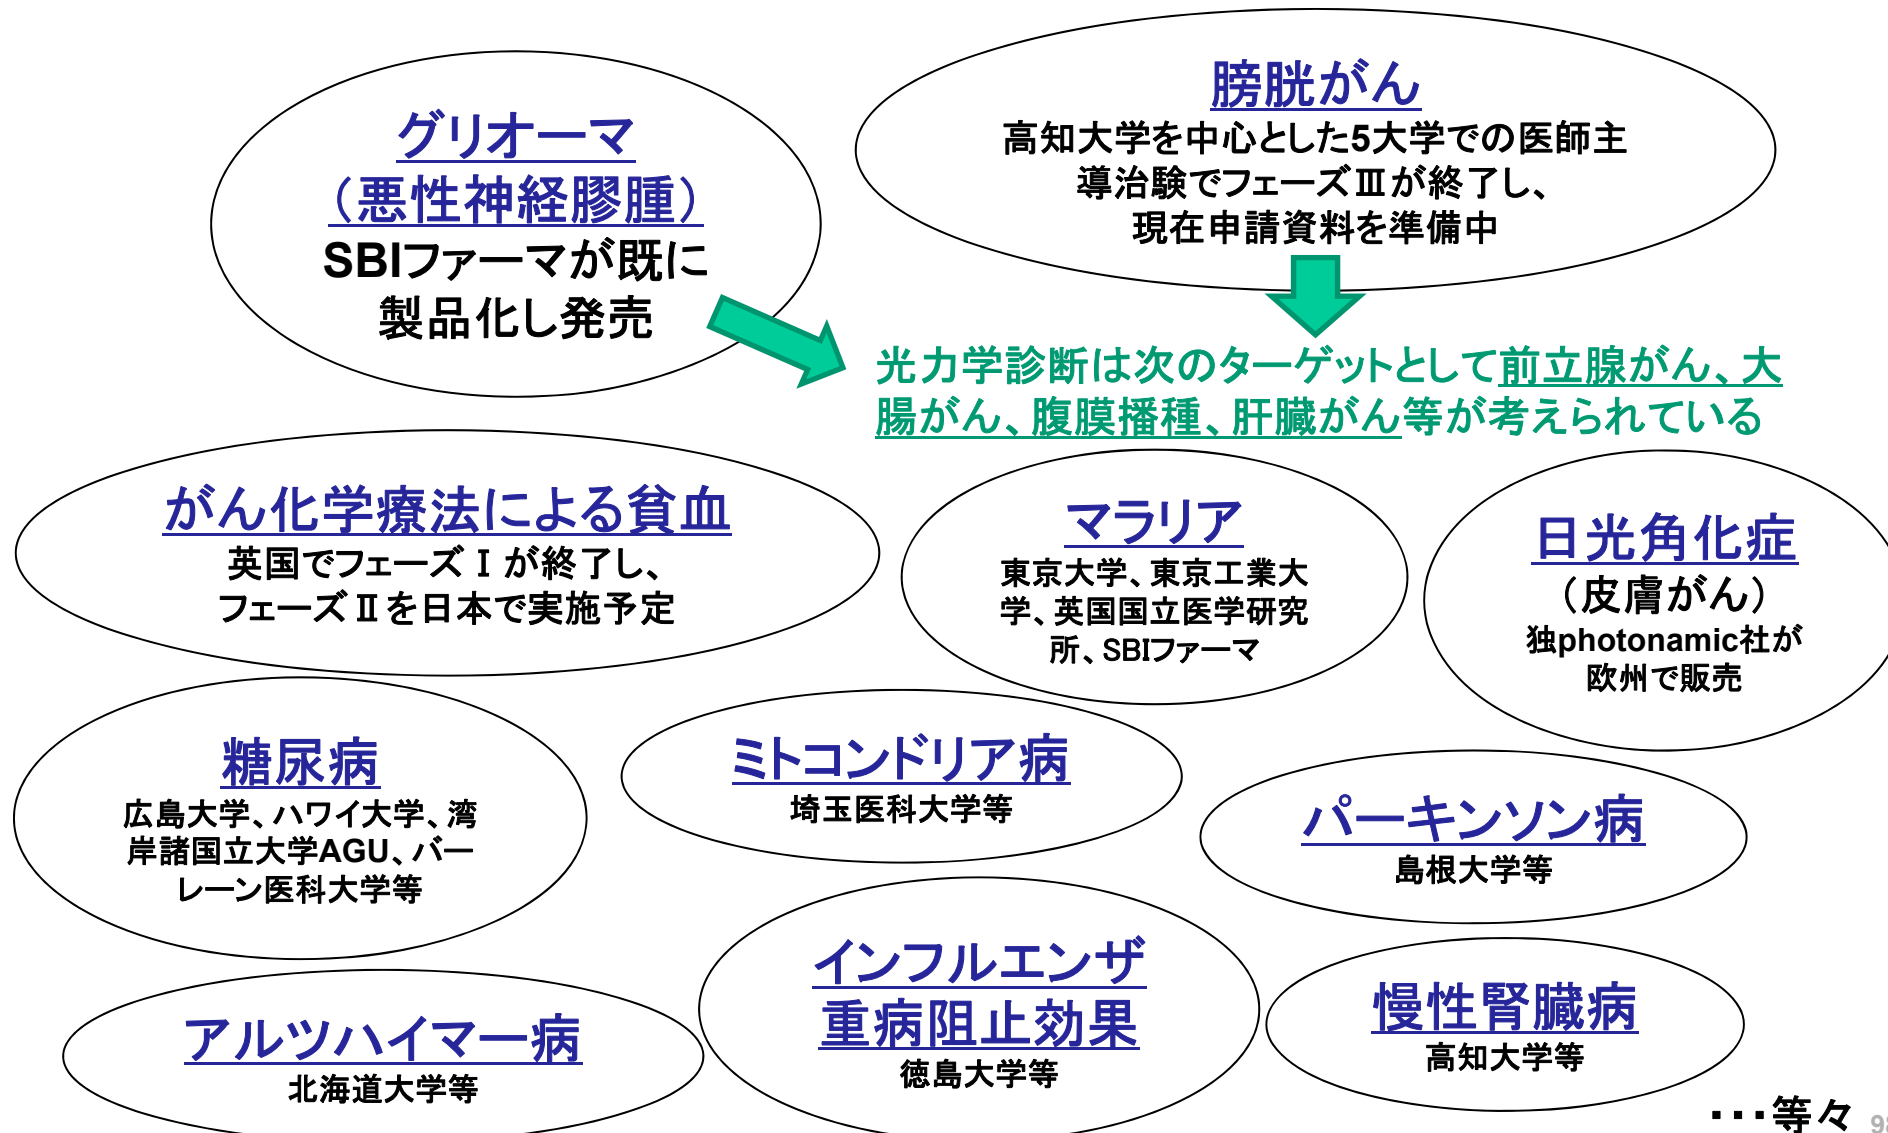 グリオーマ
（悪性神経膠腫）
SBIファーマが既に
製品化し発売
膀胱がん
高知大学を中心とした5大学での医師主
導治験でフェーズⅢが終了し、
現在申請資料を準備中
光力学診断は次のターゲットとして前立腺がん、大
腸がん、腹膜播種、肝臓がん等が考えられている
がん化学療法による貧血
英国でフェーズⅠが終了し、
フェーズⅡを日本で実施予定
マラリア
東京大学、東京工業大
学、英国国立医学研究
所、SBIファーマ
日光角化症
（皮膚がん）
独photonamic社が
欧州で販売
糖尿病
広島大学、ハワイ大学、湾
岸諸国立大学AGU、バー
レーン医科大学等
ミトコンドリア病
埼玉医科大学等
パーキンソン病
島根大学等
アルツハイマー病
北海道大学等
インフルエンザ
重病阻止効果
徳島大学等
慢性腎臓病
高知大学等
・・・等々